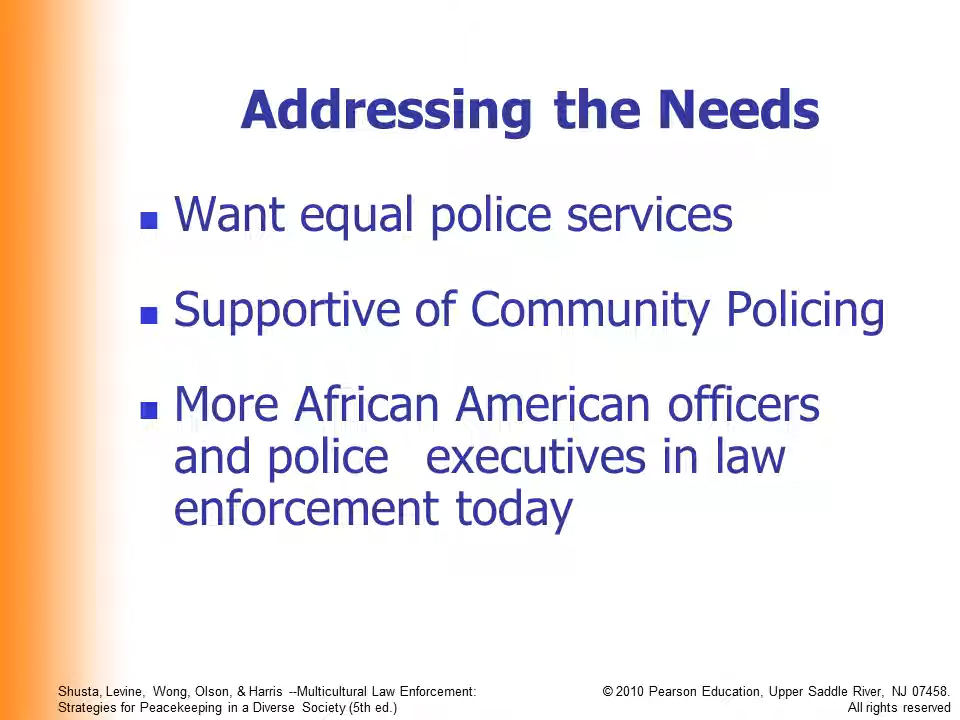 Addressing the Needs
Want equal police services
Supportive of Community Policing
More African American officers
and police executives in law
enforcement today
Shusta, Levine, Wong, Olson, & Harris --Multicultural Law Enforcement:
Strategies for Peacekeeping in a Diverse Society (5th ed.)
© 2010 Pearson Education, Upper Saddle River, NJ 07458.
All rights reserved